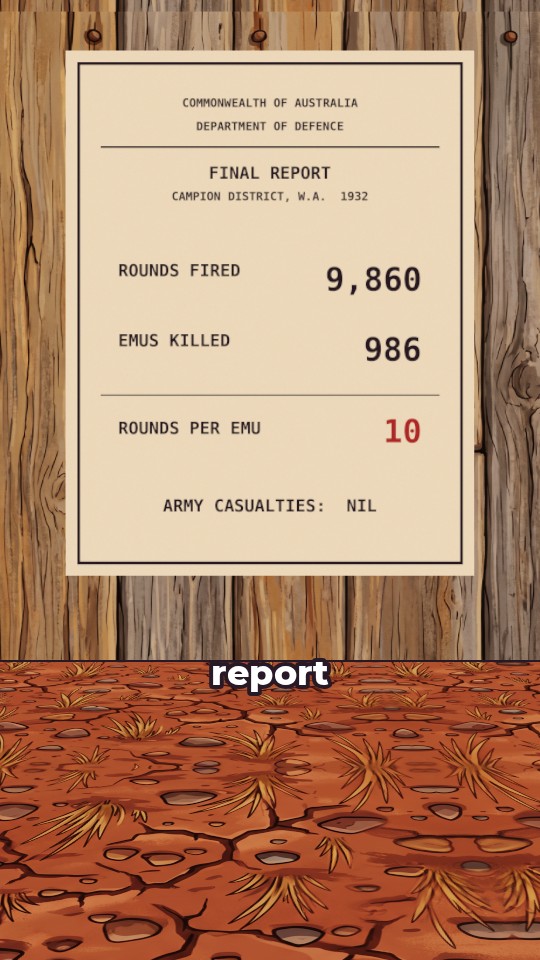 COMMONWEALTH OF AUSTRALIA
DEPARTMENT OF DEFENCE
FINAL REPORT
CAMPION DISTRICT, W.A. 1932
ROUNDS FIRED 9,860
EMUS KILLED 986
ROUNDS PER EMU 10
ARMY CASUALTIES: NIL
report